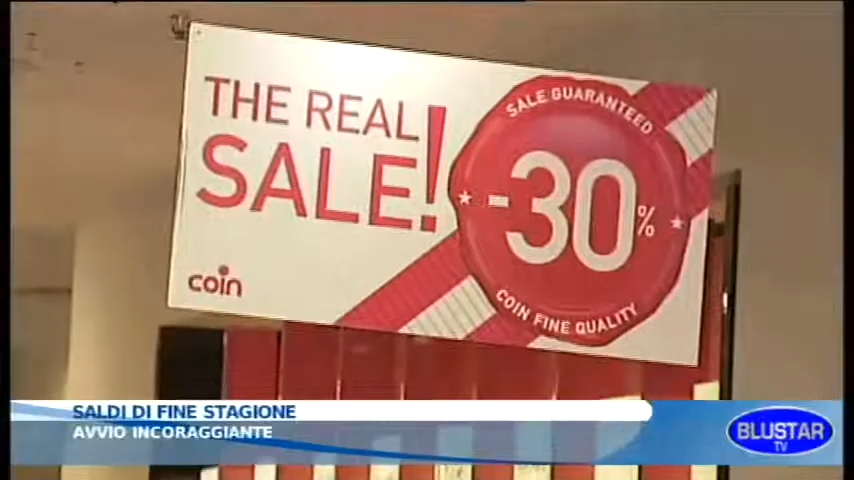 THE REAL
SALE!
coin
SALE GUARANTEED
-30%
COIN FINE QUALITY
SALDI DI FINE STAGIONE
AVVIO INCORAGGIANTE
BLUSTAR
TV